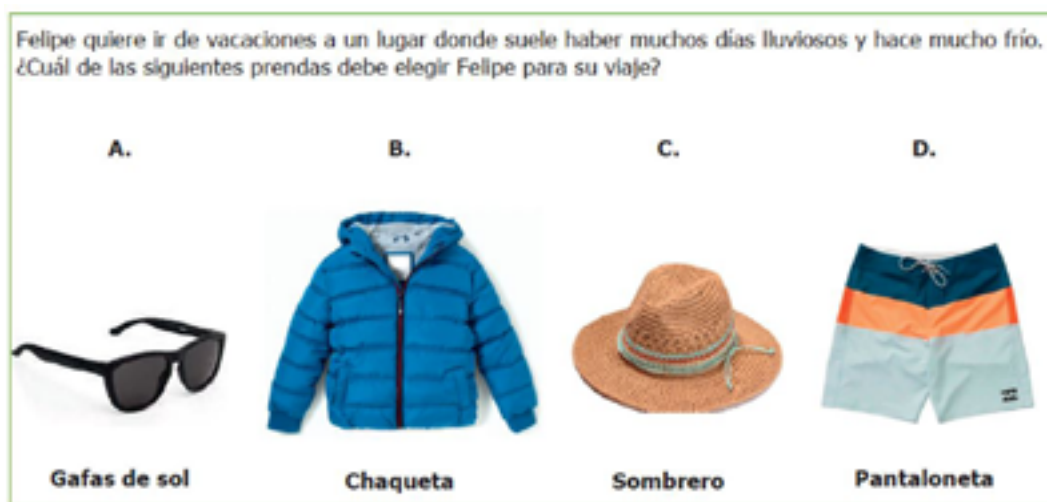 Felipe quiere ir de vacaciones a un lugar donde suele haber muchos días lluviosos y hace mucho frío.
¿Cuál de las siguientes prendas debe elegir Felipe para su viaje?
A. B. C. D.
Gafas de sol Chaqueta Sombrero Pantaloneta